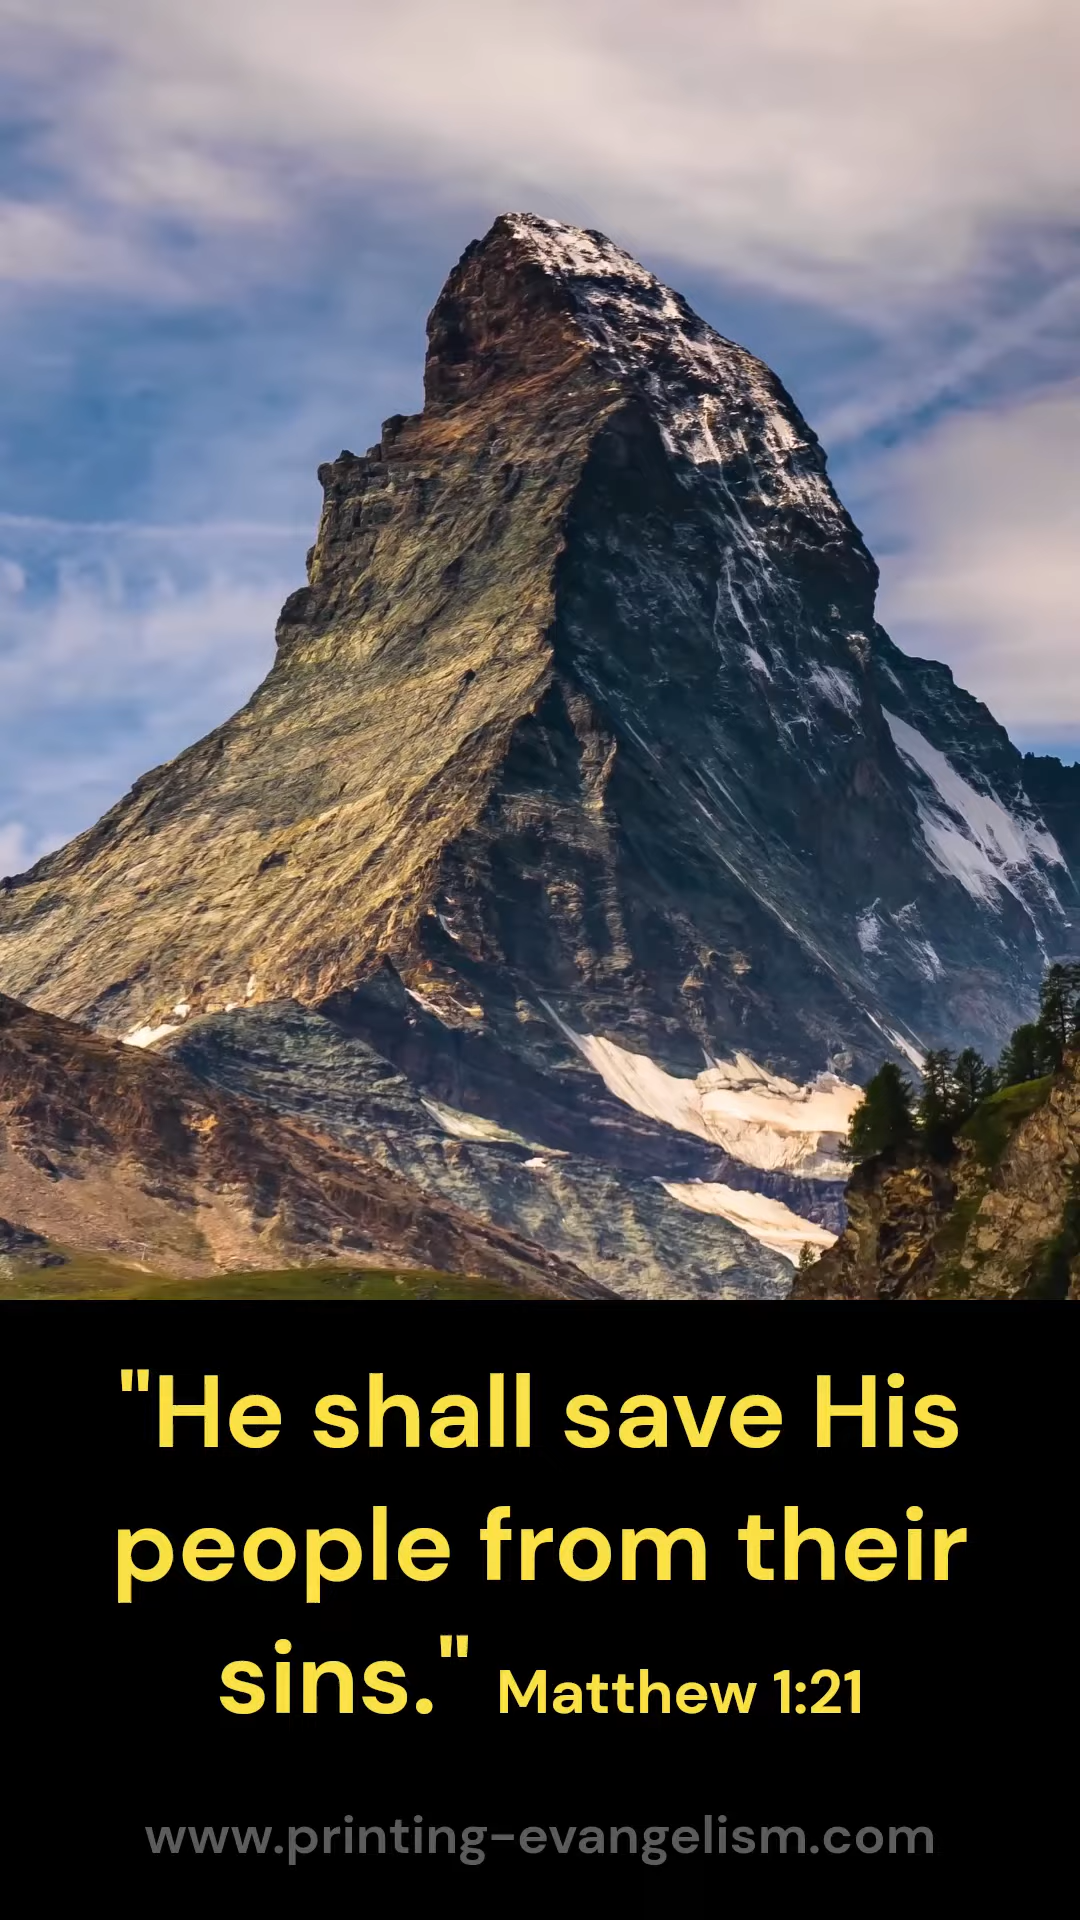 "He shall save His
people from their
sins." Matthew 1:21
www.printing-evangelism.com